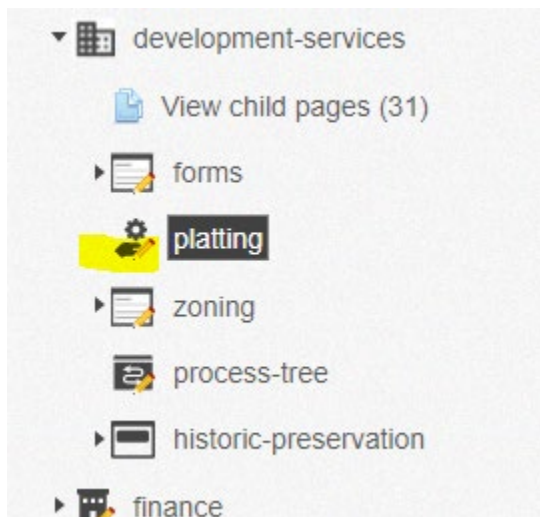 development-services
View child pages (31)
forms
platting
zoning
process-tree
historic-preservation
finance